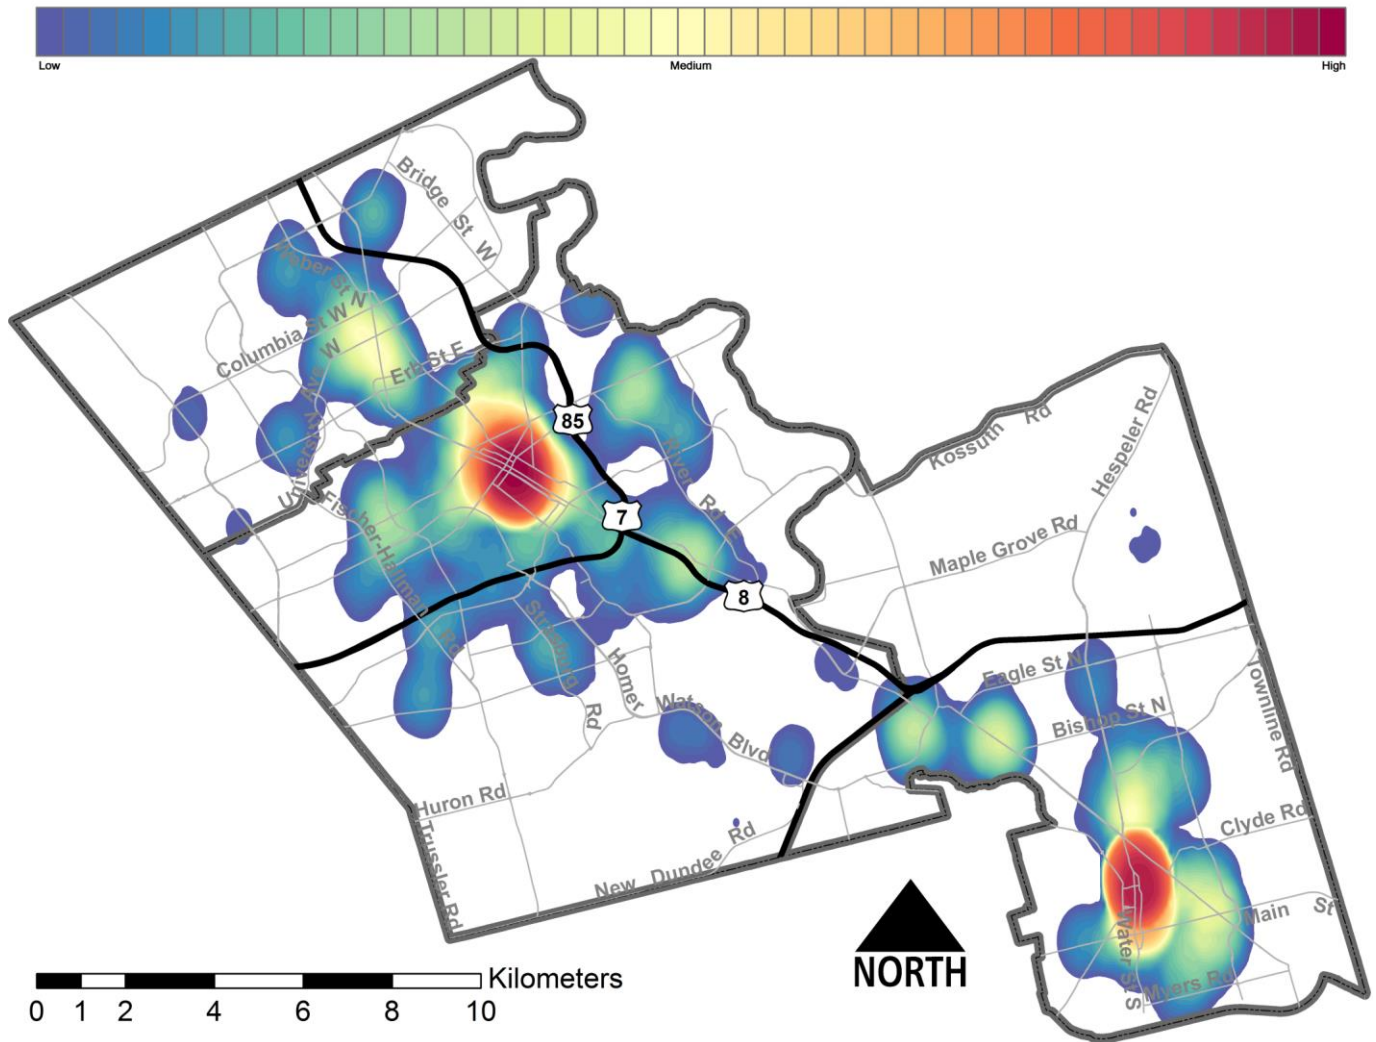 Low Medium High
Bridge St W
Weber St N
Columbia St W
University Ave W
Erb St E
85
Kossuth Rd
Hespeler Rd
River Rd E
Fischer-Hallman Rd
7
Maple Grove Rd
8
Strasburg Rd
Homer Watson Blvd
Eagle St N
Townline Rd
Bishop St N
Huron Rd
Trussler Rd
New Dundee Rd
Clyde Rd
Main St
Water St S
Myers Rd
NORTH
Kilometers
0 1 2 4 6 8 10